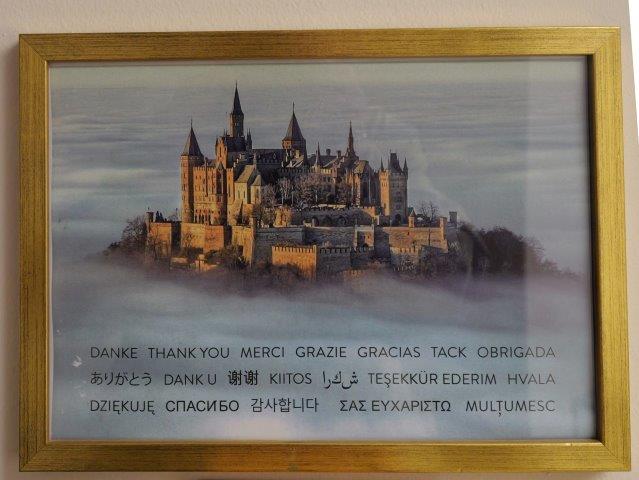 DANKE THANK YOU MERCI GRAZIE GRACIAS TACK OBRIGADA
ありがとう DANK U 谢谢 KIITOS شكرا TEŞEKKÜR EDERIM HVALA
DZIĘKUJĘ СПАСИБО 감사합니다 ΣΑΣ ΕΥΧΑΡΙΣΤΩ MULȚUMESC